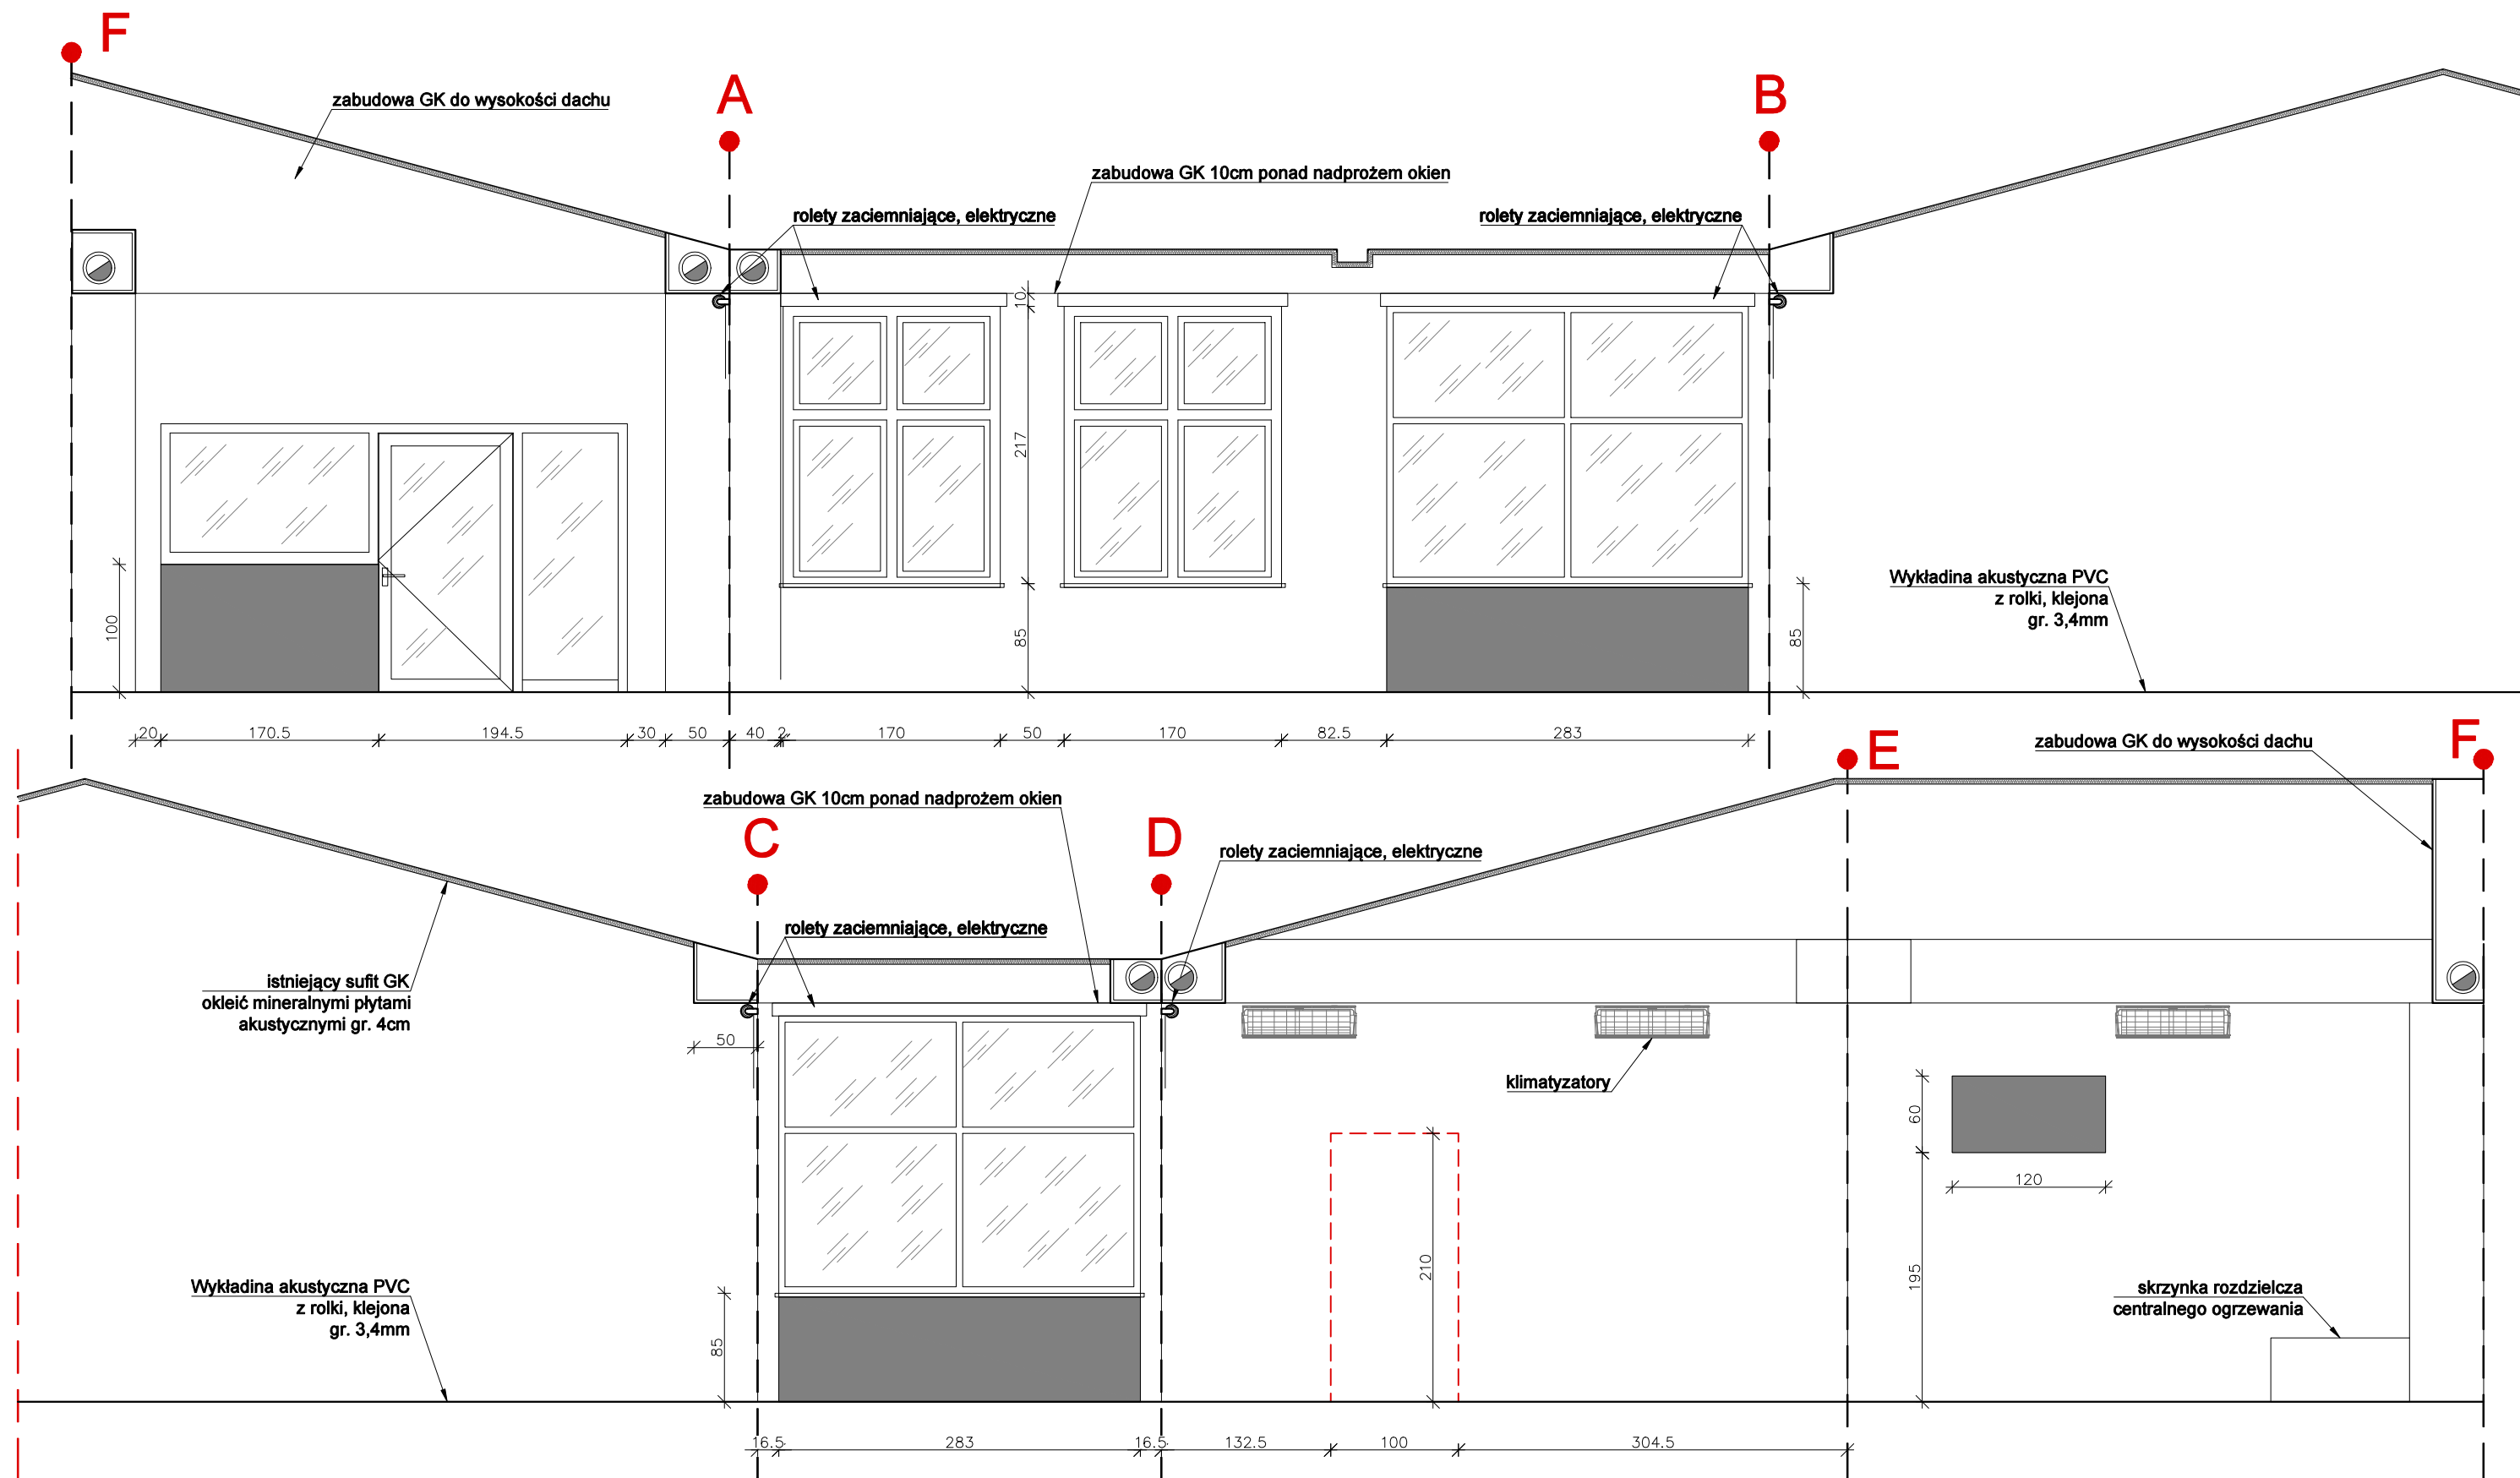 F
A
B
zabudowa GK do wysokości dachu
zabudowa GK 10cm ponad nadprożem okien
rolety zaciemniające, elektryczne
rolety zaciemniające, elektryczne
10
217
85
100
85
Wykładina akustyczna PVC
z rolki, klejona
gr. 3,4mm
20
170.5
194.5
30
50
40
2
170
50
170
82.5
283
zabudowa GK do wysokości dachu
E
F
zabudowa GK 10cm ponad nadprożem okien
C
D
rolety zaciemniające, elektryczne
rolety zaciemniające, elektryczne
istniejący sufit GK
okleić mineralnymi płytami
akustycznymi gr. 4cm
50
klimatyzatory
60
120
210
195
Wykładina akustyczna PVC
z rolki, klejona
gr. 3,4mm
85
skrzynka rozdzielcza
centralnego ogrzewania
16.5
283
16.5
132.5
100
304.5